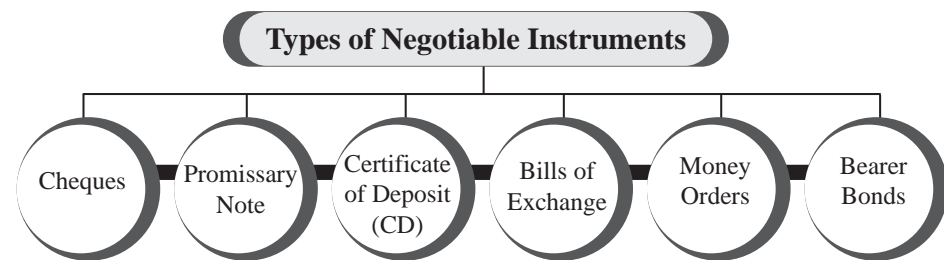 Types of Negotiable Instruments
Cheques
Promissary
Note
Certificate
of Deposit
(CD)
Bills of
Exchange
Money
Orders
Bearer
Bonds